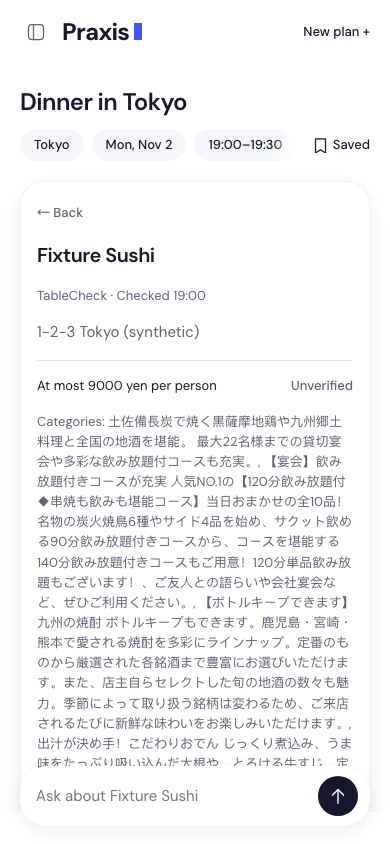 Praxis
New plan +
Dinner in Tokyo
Tokyo
Mon, Nov 2
19:00–19:30
Saved
← Back
Fixture Sushi
TableCheck · Checked 19:00
1-2-3 Tokyo (synthetic)
At most 9000 yen per person
Unverified
Categories: 土佐備長炭で焼く黒薩摩地鶏や九州郷土
料理と全国の地酒を堪能。 最大22名様までの貸切宴
会や多彩な飲み放題付コースも充実。, 【宴会】飲み
放題付きコースが充実 人気NO.1の【120分飲み放題付
◆串焼も飲みも堪能コース】当日おまかせの全10品！
名物の炭火焼鳥6種やサイド4品を始め、サクット飲め
る90分飲み放題付きコースから、コースを堪能する
140分飲み放題付きコースもご用意！ 120分単品飲み放
題もございます！ 、ご友人との語らいや会社宴会な
ど、ぜひご利用ください。, 【ボトルキープできます】
九州の焼酎 ボトルキープもできます。鹿児島・宮崎・
熊本で愛される焼酎を多彩にラインナップ。定番のも
のから厳選された各銘酒まで豊富にお選びいただけま
す。また、店主自らセレクトした旬の地酒の数々も魅
力。季節によって取り扱う銘柄は変わるため、ご来店
されるたびに新鮮な味わいをお楽しみいただけます。,
出汁が決め手！ こだわりおでん じっくり煮込み、うま
味をたっぷり吸い込んだ大根や、とろける牛すじ、定
Ask about Fixture Sushi